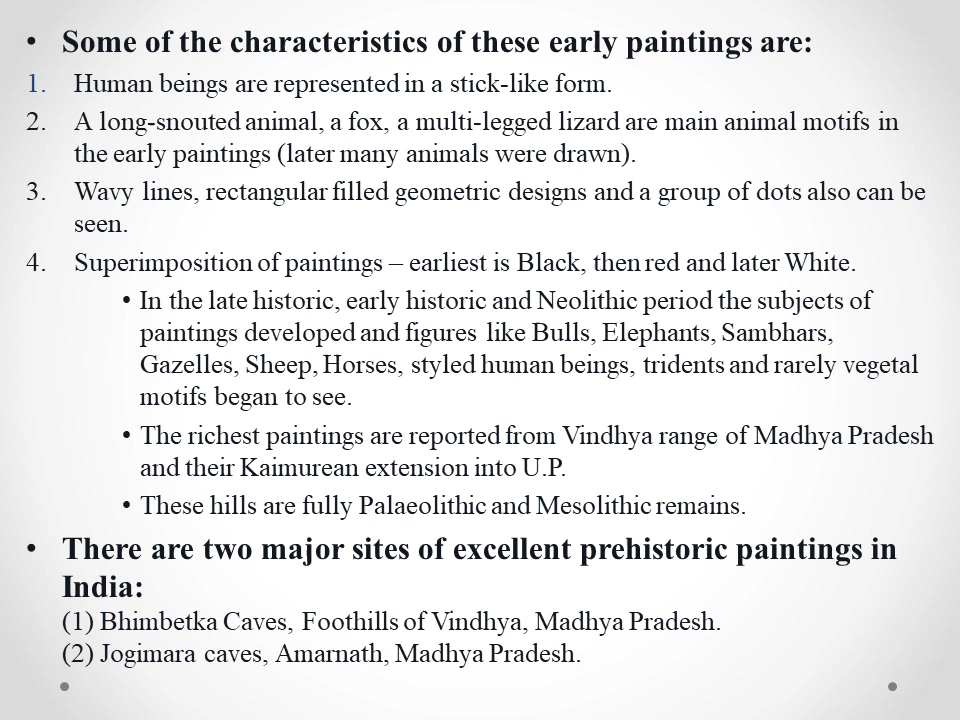 • Some of the characteristics of these early paintings are:
1. Human beings are represented in a stick-like form.
2. A long-snouted animal, a fox, a multi-legged lizard are main animal motifs in
the early paintings (later many animals were drawn).
3. Wavy lines, rectangular filled geometric designs and a group of dots also can be
seen.
4. Superimposition of paintings – earliest is Black, then red and later White.
• In the late historic, early historic and Neolithic period the subjects of
paintings developed and figures like Bulls, Elephants, Sambhars,
Gazelles, Sheep, Horses, styled human beings, tridents and rarely vegetal
motifs began to see.
• The richest paintings are reported from Vindhya range of Madhya Pradesh
and their Kaimurean extension into U.P.
• These hills are fully Palaeolithic and Mesolithic remains.
• There are two major sites of excellent prehistoric paintings in
India:
(1) Bhimbetka Caves, Foothills of Vindhya, Madhya Pradesh.
(2) Jogimara caves, Amarnath, Madhya Pradesh.